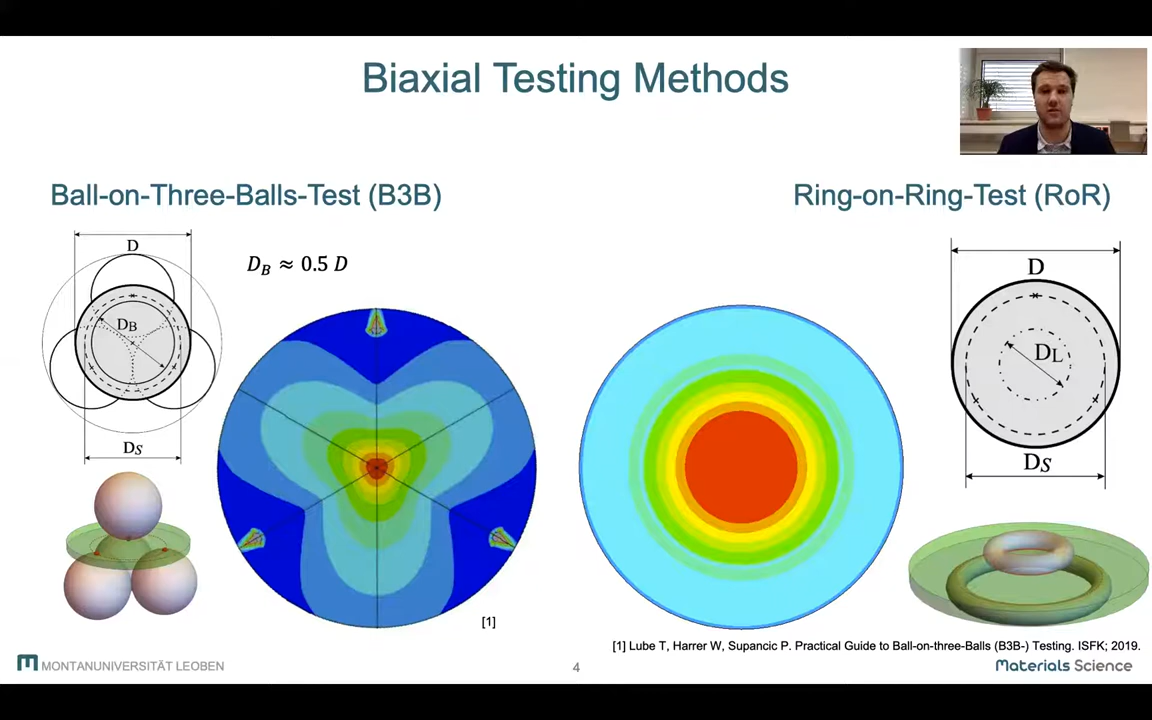 Biaxial Testing Methods
Ball-on-Three-Balls-Test (B3B)
Ring-on-Ring-Test (RoR)
D
D_B ≈ 0.5 D
D_B
D_S
D
D_L
D_S
[1]
[1] Lube T, Harrer W, Supancic P. Practical Guide to Ball-on-three-Balls (B3B-) Testing. ISFK; 2019.
MONTANUNIVERSITÄT LEOBEN
4
Materials Science